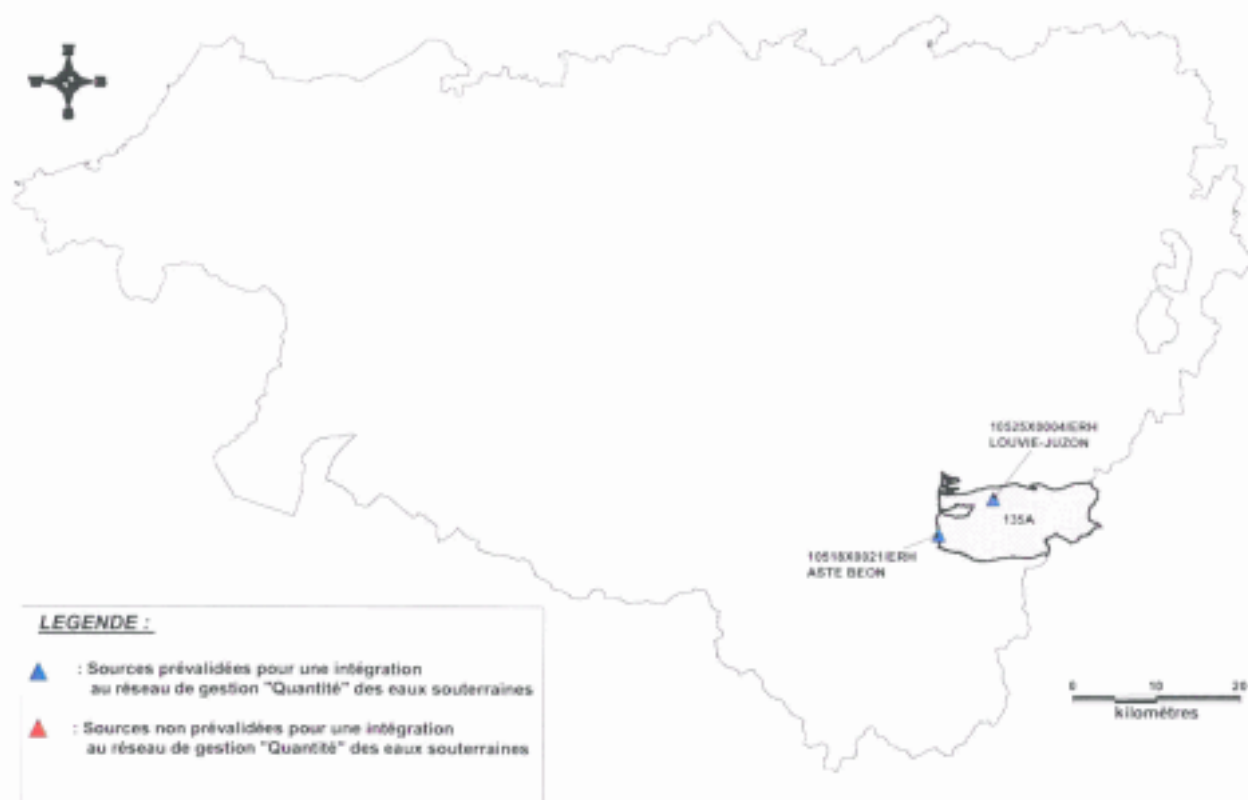 10525X0004/ERH
LOUVIE-JUZON
135A
10518X0021/ERH
ASTE BEON
LEGENDE :
: Sources prévalidées pour une intégration
au réseau de gestion "Quantité" des eaux souterraines
: Sources non prévalidées pour une intégration
au réseau de gestion "Quantité" des eaux souterraines
0 10 20
kilomètres